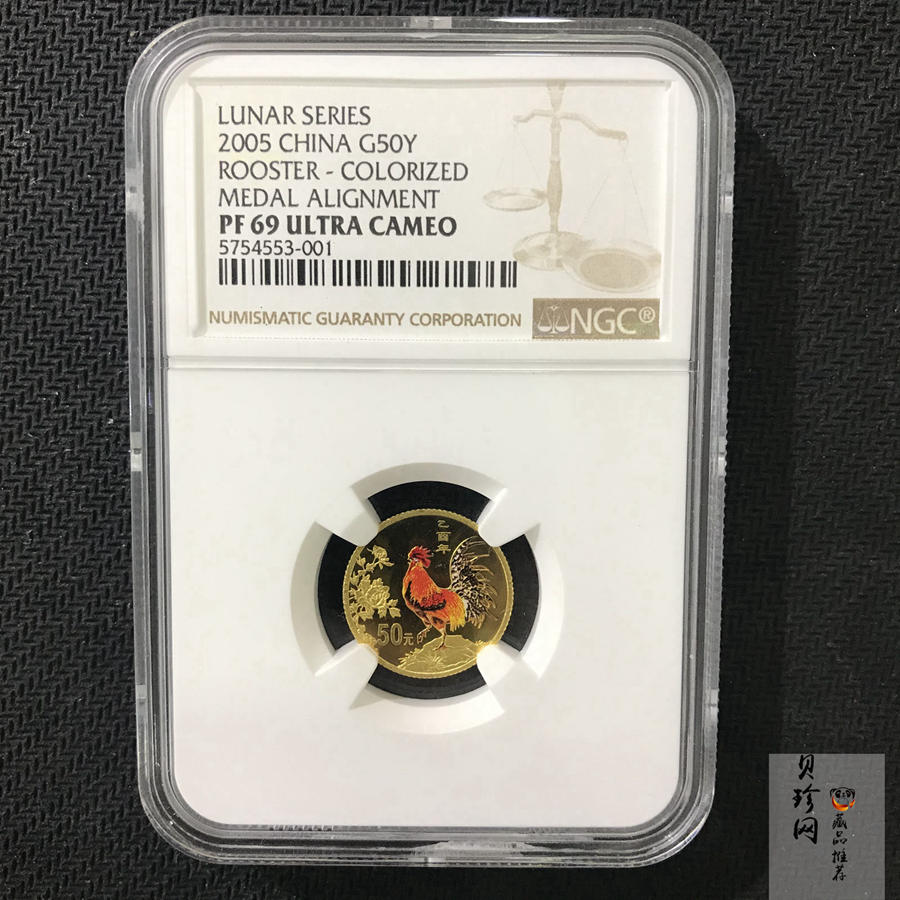 LUNAR SERIES
2005 CHINA G50Y
ROOSTER - COLORIZED
MEDAL ALIGNMENT
PF 69 ULTRA CAMEO
5754553-001
NUMISMATIC GUARANTY CORPORATION
NGC®
乙酉年
50元
贝珍网
藏品推荐